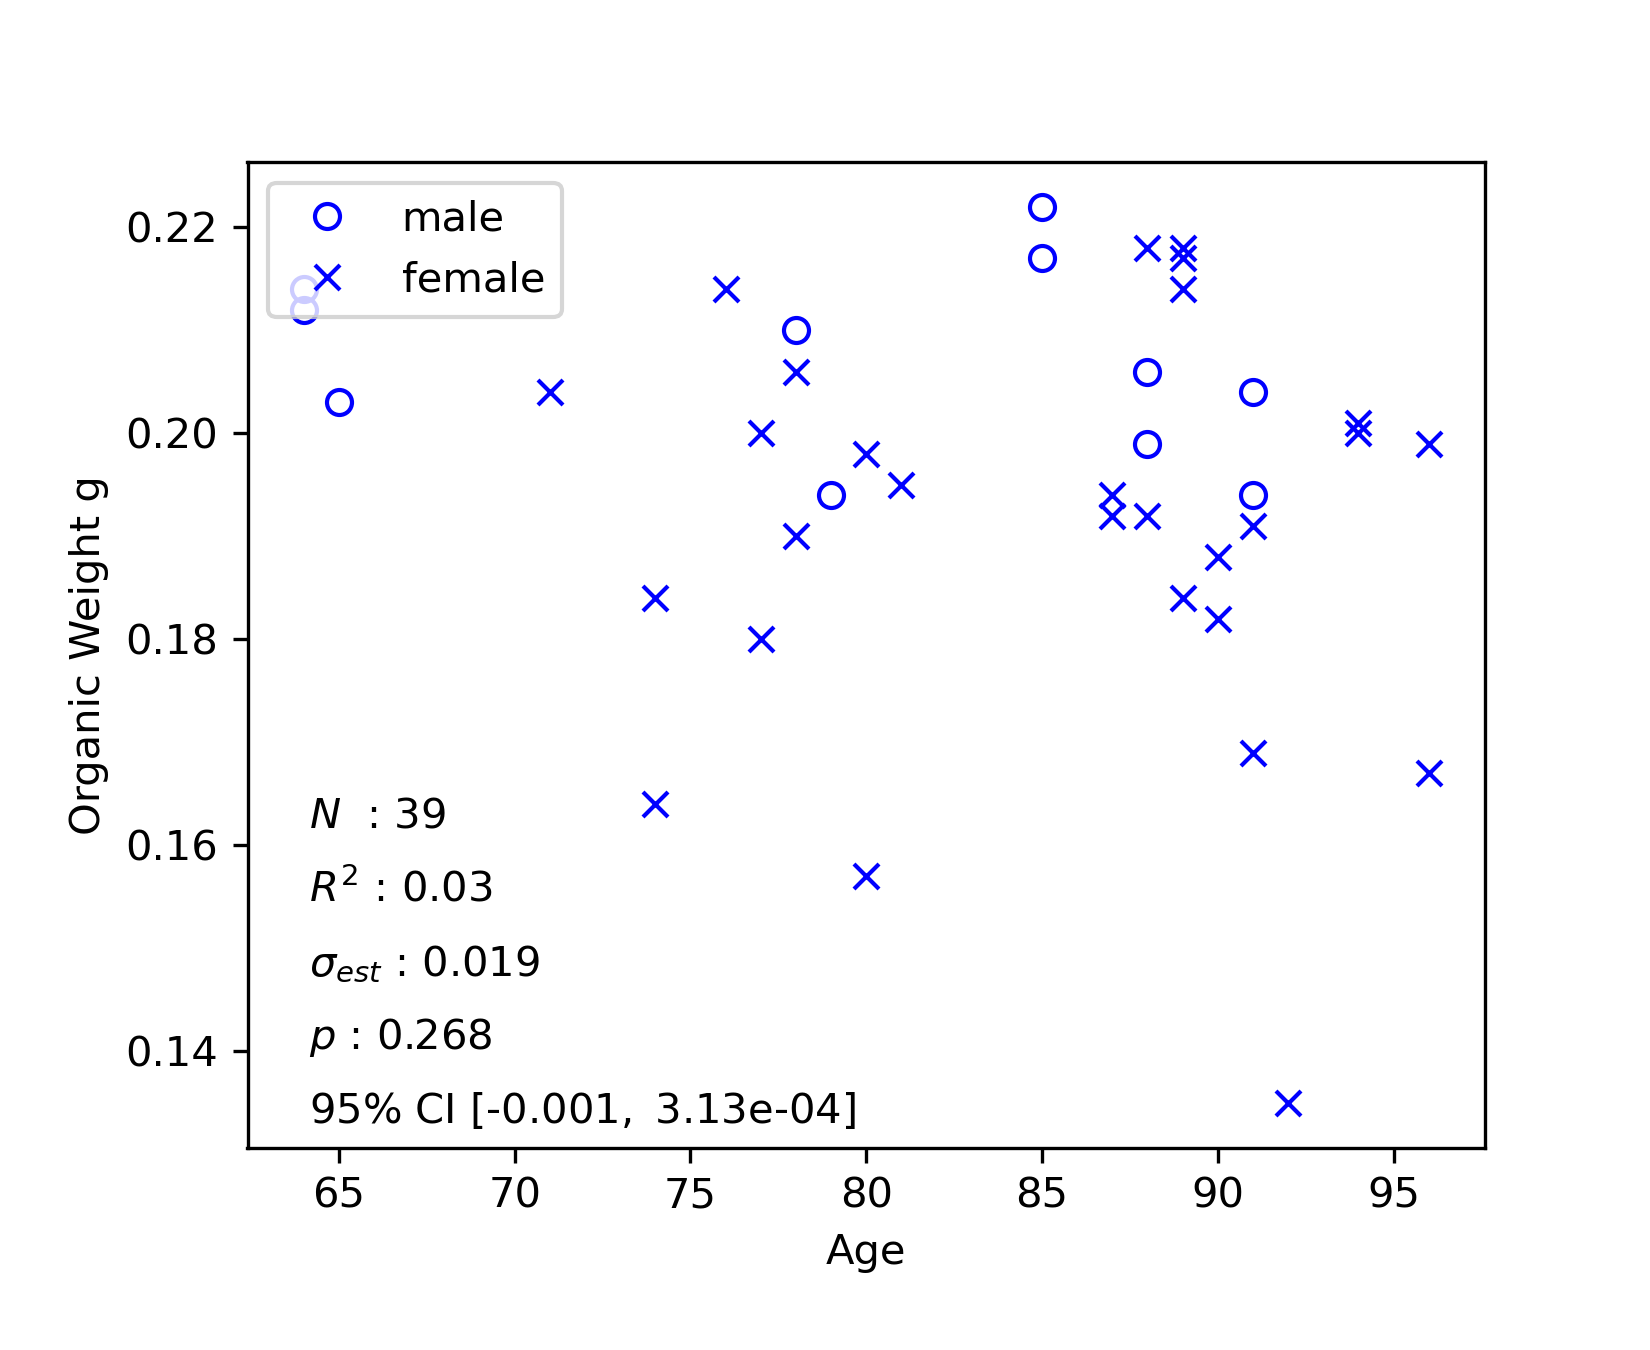 male
female
0.22
0.20
0.18
0.16
0.14
Organic Weight g
N : 39
R² : 0.03
σest : 0.019
p : 0.268
95% CI [-0.001, 3.13e-04]
65 70 75 80 85 90 95
Age